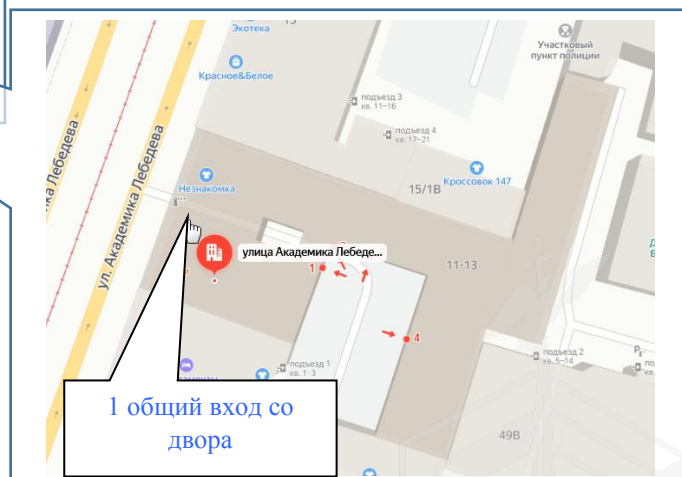 Экотека
15
Участковый
пункт полиции
Красное&Белое
подъезд 3
кв. 11–16
подъезд 4
кв. 17–21
ка Лебедева
ул. Академика Лебедева
Незнакомка
Кроссовок 147
15/1В
улица Академика Лебеде...
1
11-13
4
подъезд 1
кв. 1–3
подъезд 2
кв. 5–14
49В
1 общий вход со
двора